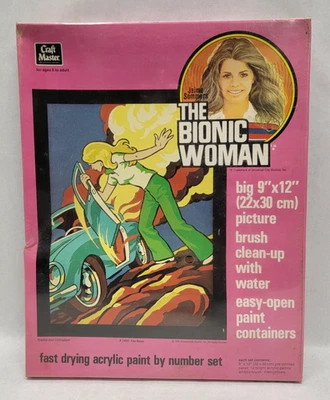 Craft
Master
for ages 8 to adult
Jaime
Sommers
THE
BIONIC
WOMAN
big 9"x12"
(22x30 cm)
picture
brush
clean-up
with
water
easy-open
paint
containers
fast drying acrylic paint by number set